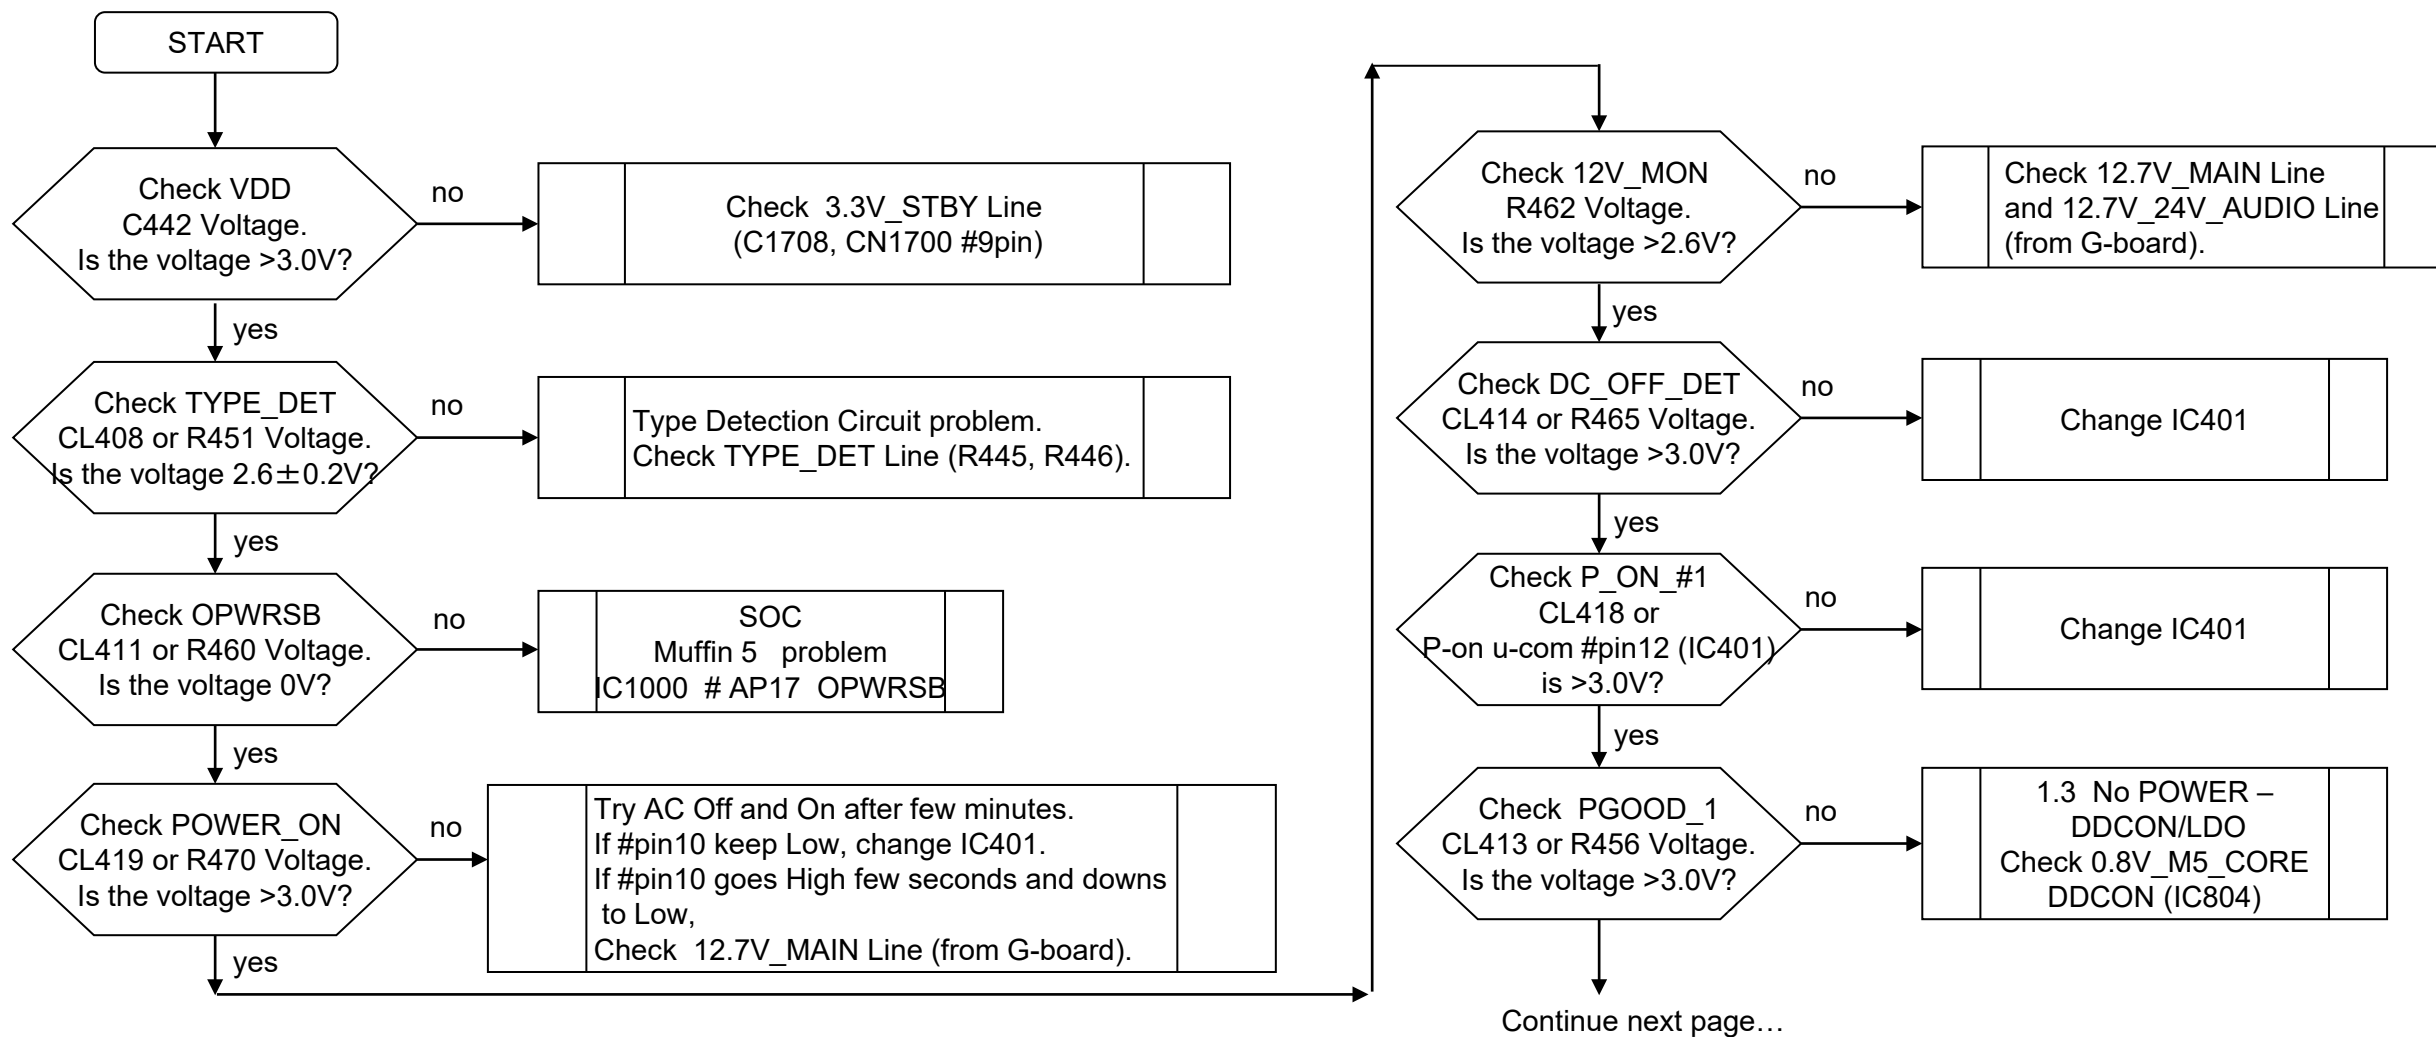 START
Check VDD
C442 Voltage.
Is the voltage >3.0V?
no
Check 3.3V_STBY Line
(C1708, CN1700 #9pin)
yes
Check TYPE_DET
CL408 or R451 Voltage.
Is the voltage 2.6±0.2V?
no
Type Detection Circuit problem.
Check TYPE_DET Line (R445, R446).
yes
Check OPWRSB
CL411 or R460 Voltage.
Is the voltage 0V?
no
SOC
Muffin 5 problem
IC1000 # AP17 OPWRSB
yes
Check POWER_ON
CL419 or R470 Voltage.
Is the voltage >3.0V?
no
Try AC Off and On after few minutes.
If #pin10 keep Low, change IC401.
If #pin10 goes High few seconds and downs
to Low,
Check 12.7V_MAIN Line (from G-board).
yes
Check 12V_MON
R462 Voltage.
Is the voltage >2.6V?
no
Check 12.7V_MAIN Line
and 12.7V_24V_AUDIO Line
(from G-board).
yes
Check DC_OFF_DET
CL414 or R465 Voltage.
Is the voltage >3.0V?
no
Change IC401
yes
Check P_ON_#1
CL418 or
P-on u-com #pin12 (IC401)
is >3.0V?
no
Change IC401
yes
Check PGOOD_1
CL413 or R456 Voltage.
Is the voltage >3.0V?
no
1.3 No POWER –
DDCON/LDO
Check 0.8V_M5_CORE
DDCON (IC804)
Continue next page…